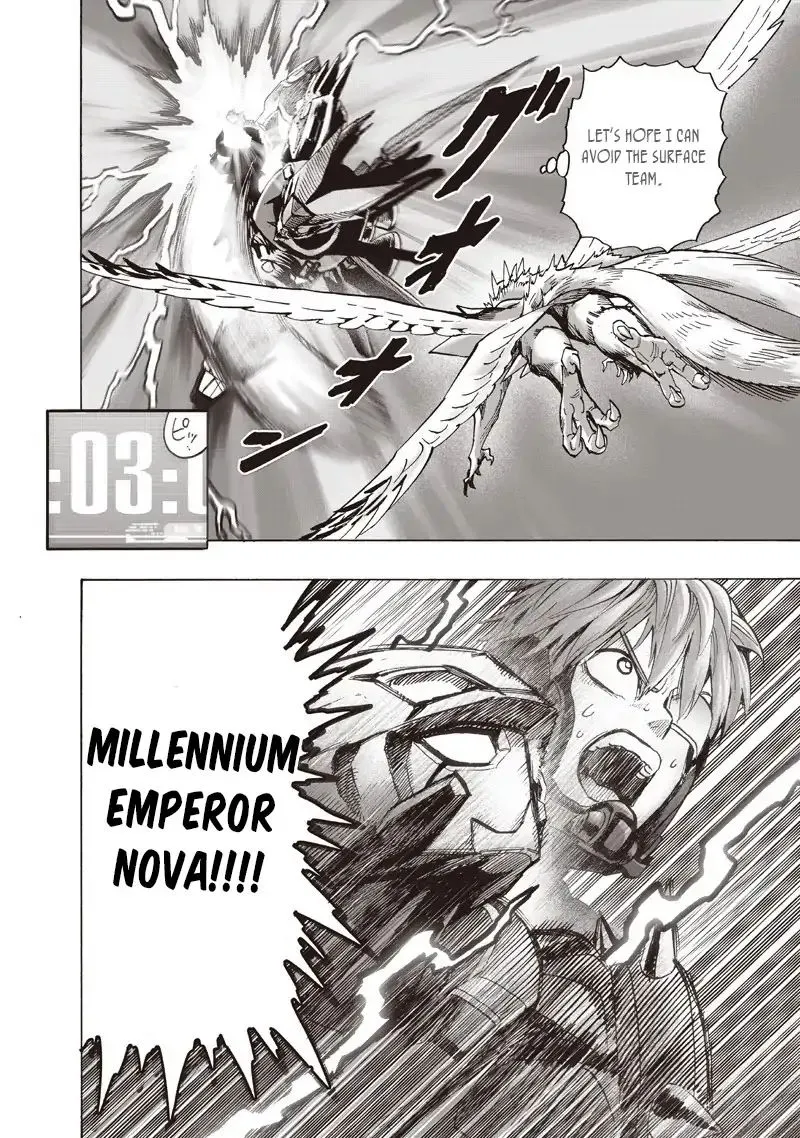 LET'S HOPE I CAN
AVOID THE SURFACE
TEAM.
グオオン
ピッ
:03:
MILLENNIUM
EMPEROR
NOVA!!!!